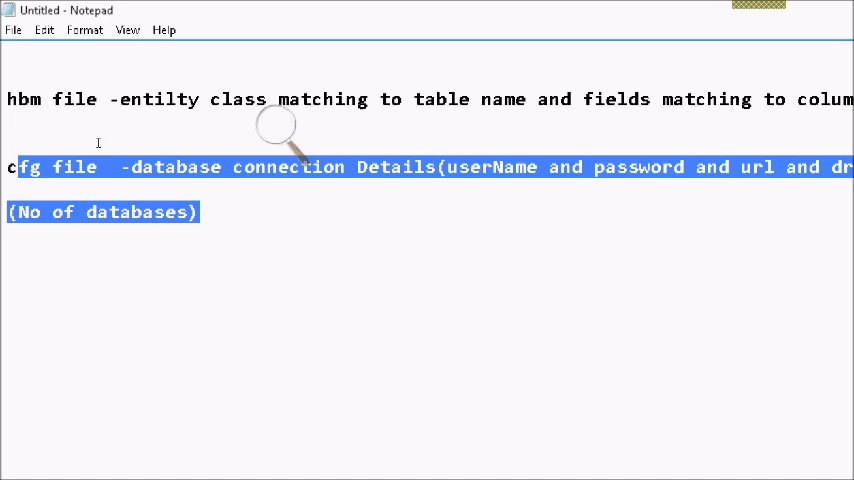 Untitled - Notepad
File Edit Format View Help
hbm file -entilty class matching to table name and fields matching to colum
cfg file -database connection Details(userName and password and url and dr
(No of databases)